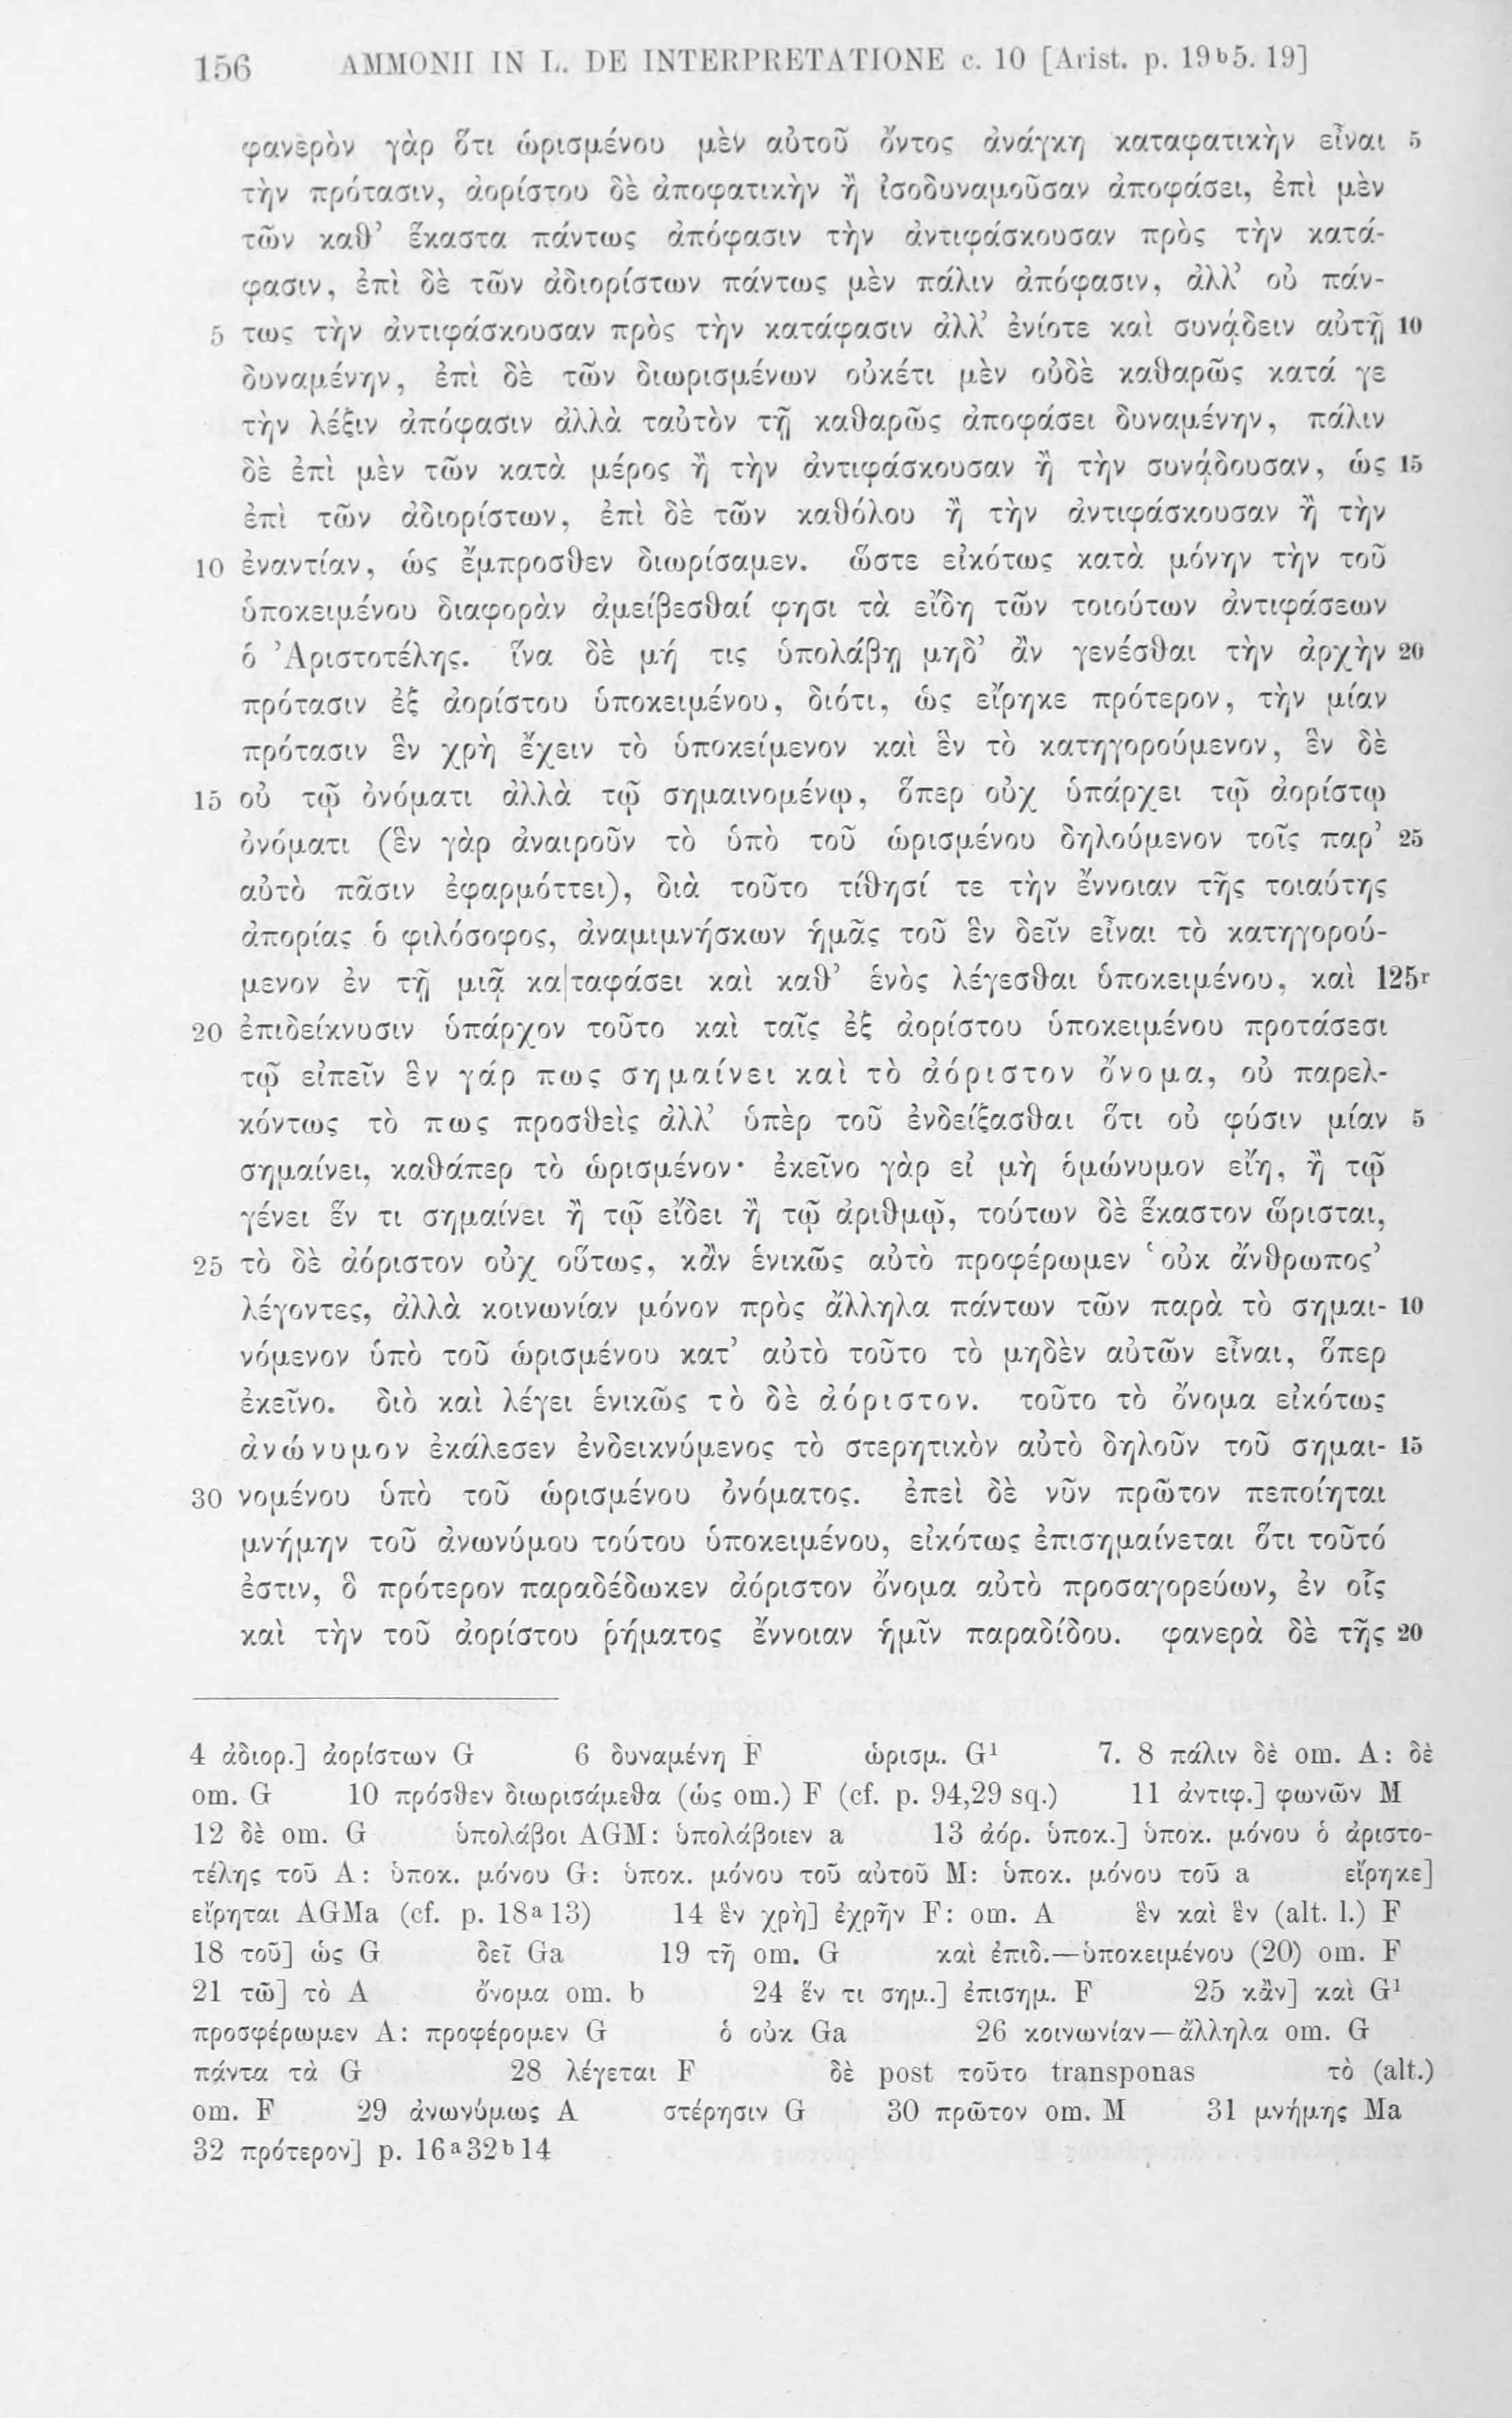 156 AMMONII IN L. DE INTERPRETATIONE c. 10 [Arist. p. 19b5. 19]
φανερὸν γὰρ ὅτι ὡρισμένου μὲν αὐτοῦ ὄντος ἀνάγκη καταφατικὴν εἶναι 5
τὴν πρότασιν, ἀορίστου δὲ ἀποφατικὴν ἢ ἰσοδυναμοῦσαν ἀποφάσει, ἐπὶ μὲν
τῶν καθ’ ἕκαστα πάντως ἀπόφασιν τὴν ἀντιφάσκουσαν πρὸς τὴν κατά-
φασιν, ἐπὶ δὲ τῶν ἀδιορίστων πάντως μὲν πάλιν ἀπόφασιν, ἀλλ’ οὐ πάν-
5 τως τὴν ἀντιφάσκουσαν πρὸς τὴν κατάφασιν ἀλλ’ ἐνίοτε καὶ συνᾴδειν αὐτῇ 10
δυναμένην, ἐπὶ δὲ τῶν διωρισμένων οὐκέτι μὲν οὐδὲ καθαρῶς κατά γε
τὴν λέξιν ἀπόφασιν ἀλλὰ ταὐτὸν τῇ καθαρῶς ἀποφάσει δυναμένην, πάλιν
δὲ ἐπὶ μὲν τῶν κατὰ μέρος ἢ τὴν ἀντιφάσκουσαν ἢ τὴν συνᾴδουσαν, ὡς 15
ἐπὶ τῶν ἀδιορίστων, ἐπὶ δὲ τῶν καθόλου ἢ τὴν ἀντιφάσκουσαν ἢ τὴν
10 ἐναντίαν, ὡς ἔμπροσθεν διωρίσαμεν. ὥστε εἰκότως κατὰ μόνην τὴν τοῦ
ὑποκειμένου διαφορὰν ἀμείβεσθαί φησι τὰ εἴδη τῶν τοιούτων ἀντιφάσεων
ὁ Ἀριστοτέλης. ἵνα δὲ μή τις ὑπολάβῃ μηδ’ ἂν γενέσθαι τὴν ἀρχὴν 20
πρότασιν ἐξ ἀορίστου ὑποκειμένου, διότι, ὡς εἴρηκε πρότερον, τὴν μίαν
πρότασιν ἓν χρὴ ἔχειν τὸ ὑποκείμενον καὶ ἓν τὸ κατηγορούμενον, ἓν δὲ
15 οὐ τῷ ὀνόματι ἀλλὰ τῷ σημαινομένῳ, ὅπερ οὐχ ὑπάρχει τῷ ἀορίστῳ
ὀνόματι (ἓν γὰρ ἀναιροῦν τὸ ὑπὸ τοῦ ὡρισμένου δηλούμενον τοῖς παρ’ 25
αὐτὸ πᾶσιν ἐφαρμόττει), διὰ τοῦτο τίθησί τε τὴν ἔννοιαν τῆς τοιαύτης
ἀπορίας ὁ φιλόσοφος, ἀναμιμνήσκων ἡμᾶς τοῦ ἓν δεῖν εἶναι τὸ κατηγορού-
μενον ἐν τῇ μιᾷ κα|ταφάσει καὶ καθ’ ἑνὸς λέγεσθαι ὑποκειμένου, καὶ 125r
20 ἐπιδείκνυσιν ὑπάρχον τοῦτο καὶ ταῖς ἐξ ἀορίστου ὑποκειμένου προτάσεσι
τῷ εἰπεῖν ἓν γάρ πως σημαίνει καὶ τὸ ἀόριστον ὄνομα, οὐ παρελ-
κόντως τὸ πως προσθεὶς ἀλλ’ ὑπὲρ τοῦ ἐνδείξασθαι ὅτι οὐ φύσιν μίαν 5
σημαίνει, καθάπερ τὸ ὡρισμένον· ἐκεῖνο γὰρ εἰ μὴ ὁμώνυμον εἴη, ἢ τῷ
γένει ἕν τι σημαίνει ἢ τῷ εἴδει ἢ τῷ ἀριθμῷ, τούτων δὲ ἕκαστον ὥρισται,
25 τὸ δὲ ἀόριστον οὐχ οὕτως, κἂν ἑνικῶς αὐτὸ προφέρωμεν ‘οὐκ ἄνθρωπος’
λέγοντες, ἀλλὰ κοινωνίαν μόνον πρὸς ἄλληλα πάντων τῶν παρὰ τὸ σημαι- 10
νόμενον ὑπὸ τοῦ ὡρισμένου κατ’ αὐτὸ τοῦτο τὸ μηδὲν αὐτῶν εἶναι, ὅπερ
ἐκεῖνο. διὸ καὶ λέγει ἑνικῶς τὸ δὲ ἀόριστον. τοῦτο τὸ ὄνομα εἰκότως
ἀνώνυμον ἐκάλεσεν ἐνδεικνύμενος τὸ στερητικὸν αὐτὸ δηλοῦν τοῦ σημαι- 15
30 νομένου ὑπὸ τοῦ ὡρισμένου ὀνόματος. ἐπεὶ δὲ νῦν πρῶτον πεποίηται
μνήμην τοῦ ἀνωνύμου τούτου ὑποκειμένου, εἰκότως ἐπισημαίνεται ὅτι τοῦτό
ἐστιν, ὃ πρότερον παραδέδωκεν ἀόριστον ὄνομα αὐτὸ προσαγορεύων, ἐν οἷς
καὶ τὴν τοῦ ἀορίστου ῥήματος ἔννοιαν ἡμῖν παραδίδου. φανερὰ δὲ τῆς 20
4 ἀδιορ.] ἀορίστων G 6 δυναμένη F ὡρισμ. G¹ 7. 8 πάλιν δὲ om. A: δὲ
om. G 10 πρόσθεν διωρισάμεθα (ὡς om.) F (cf. p. 94,29 sq.) 11 ἀντιφ.] φωνῶν M
12 δὲ om. G ὑπολάβοι AGM: ὑπολάβοιεν a 13 ἀόρ. ὑποκ.] ὑποκ. μόνου ὁ ἀριστο-
τέλης τοῦ A: ὑποκ. μόνου G: ὑποκ. μόνου τοῦ αὐτοῦ M: ὑποκ. μόνου τοῦ a εἴρηκε]
εἴρηται AGMa (cf. p. 18a13) 14 ἓν χρὴ] ἐχρῆν F: om. A ἓν καὶ ἓν (alt. l.) F
18 τοῦ] ὡς G δεῖ Ga 19 τῇ om. G καὶ ἐπιδ.—ὑποκειμένου (20) om. F
21 τῶ] τὸ A ὄνομα om. b 24 ἕν τι σημ.] ἐπισημ. F 25 κἂν] καὶ G¹
προσφέρωμεν A: προφέρομεν G ὁ οὐκ Ga 26 κοινωνίαν—ἄλληλα om. G
πάντα τὰ G 28 λέγεται F δὲ post τοῦτο transponas τὸ (alt.)
om. F 29 ἀνωνύμως A στέρησιν G 30 πρῶτον om. M 31 μνήμης Ma
32 πρότερον] p. 16a32b14